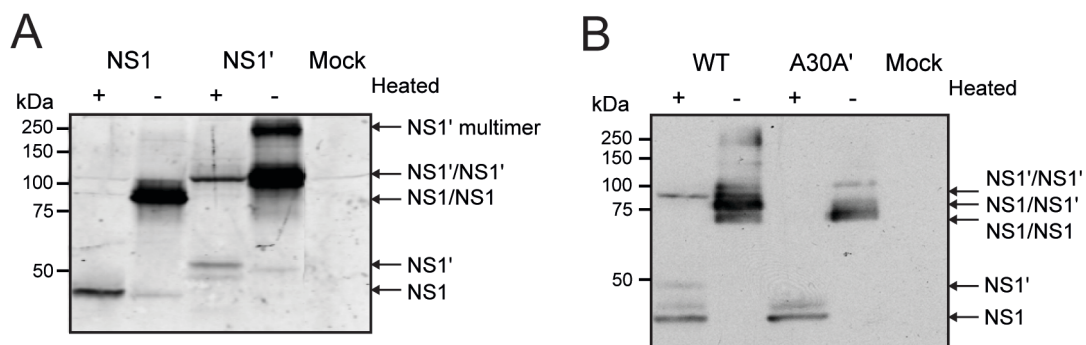 A
NS1 NS1' Mock
+ - + - Heated
kDa
250
150
100
75
50
NS1' multimer
NS1'/NS1'
NS1/NS1
NS1'
NS1
B
WT A30A' Mock
+ - + - Heated
kDa
250
150
100
75
50
NS1'/NS1'
NS1/NS1'
NS1/NS1
NS1'
NS1